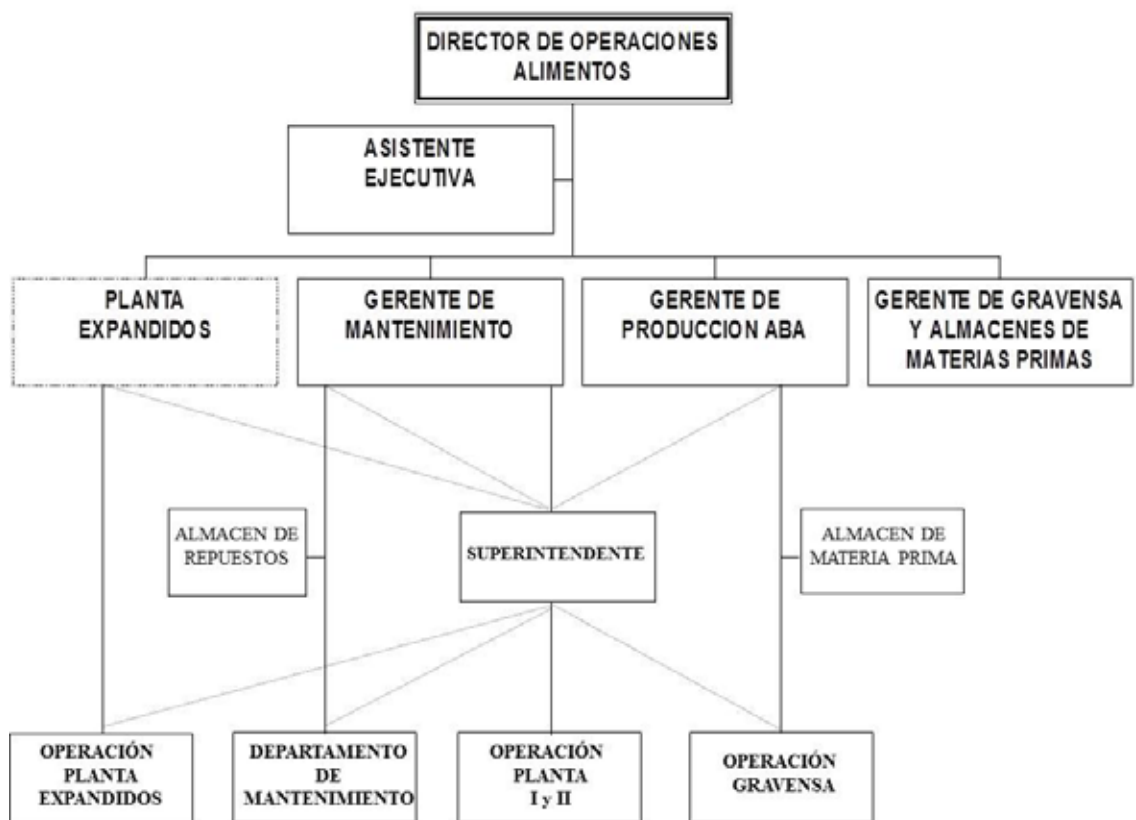 DIRECTOR DE OPERACIONES
ALIMENTOS
ASISTENTE
EJECUTIVA
PLANTA
EXPANDIDOS
GERENTE DE
MANTENIMIENTO
GERENTE DE
PRODUCCION ABA
GERENTE DE GRAVENSA
Y ALMACENES DE
MATERIAS PRIMAS
ALMACEN DE
REPUESTOS
SUPERINTENDENTE
ALMACEN DE
MATERIA PRIMA
OPERACIÓN
PLANTA
EXPANDIDOS
DEPARTAMENTO
DE
MANTENIMIENTO
OPERACIÓN
PLANTA
I y II
OPERACIÓN
GRAVENSA